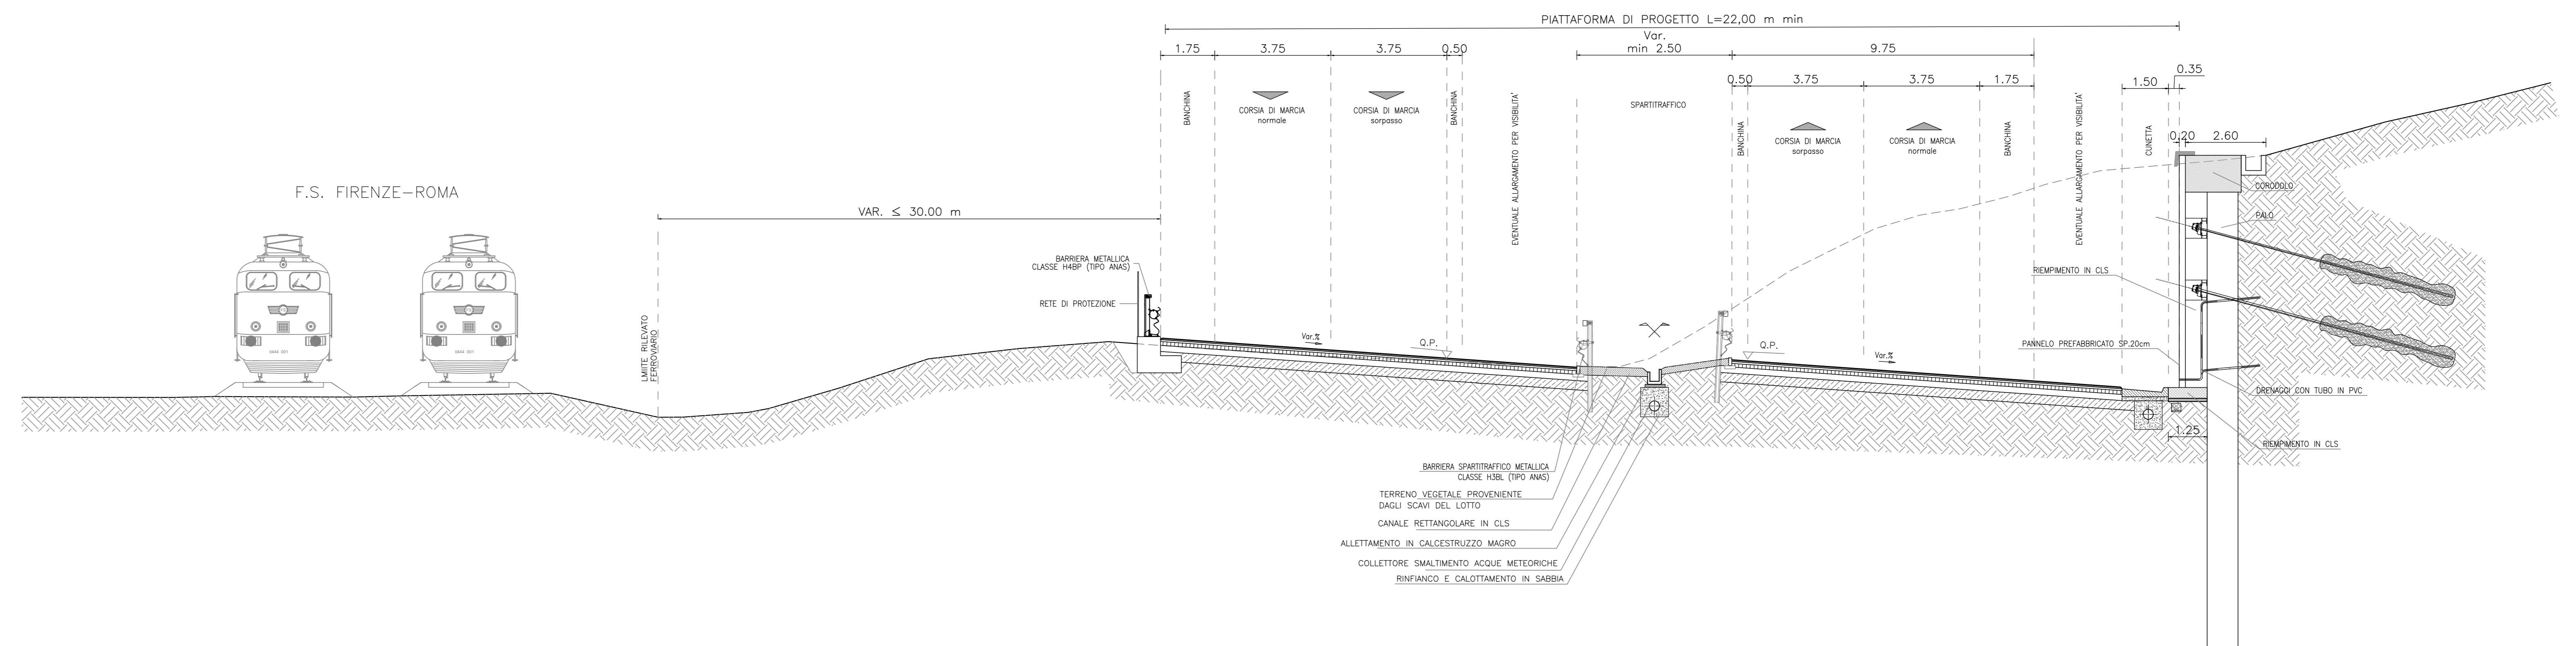 PIATTAFORMA DI PROGETTO L=22,00 m min
Var.
min 2.50
1.75
3.75
3.75
0.50
9.75
0.50
3.75
3.75
1.75
1.50
0.35
0.20
2.60
BANCHINA
CORSIA DI MARCIA
normale
CORSIA DI MARCIA
sorpasso
BANCHINA
EVENTUALE ALLARGAMENTO PER VISIBILITA'
SPARTITRAFFICO
BANCHINA
CORSIA DI MARCIA
sorpasso
CORSIA DI MARCIA
normale
BANCHINA
EVENTUALE ALLARGAMENTO PER VISIBILITA'
CUNETTA
F.S. FIRENZE-ROMA
VAR. ≤ 30.00 m
CORODOLO
PALO
BARRIERA METALLICA
CLASSE H4BP (TIPO ANAS)
RETE DI PROTEZIONE
RIEMPIMENTO IN CLS
LMIITE RILEVATO
FERROVIARIO
E444 001
E444 001
Var.%
Q.P.
Q.P.
Var.%
PANNELO PREFABBRICATO SP.20cm
DRENAGGI CON TUBO IN PVC
1.25
RIEMPIMENTO IN CLS
BARRIERA SPARTITRAFFICO METALLICA
CLASSE H3BL (TIPO ANAS)
TERRENO VEGETALE PROVENIENTE
DAGLI SCAVI DEL LOTTO
CANALE RETTANGOLARE IN CLS
ALLETTAMENTO IN CALCESTRUZZO MAGRO
COLLETTORE SMALTIMENTO ACQUE METEORICHE
RINFIANCO E CALOTTAMENTO IN SABBIA